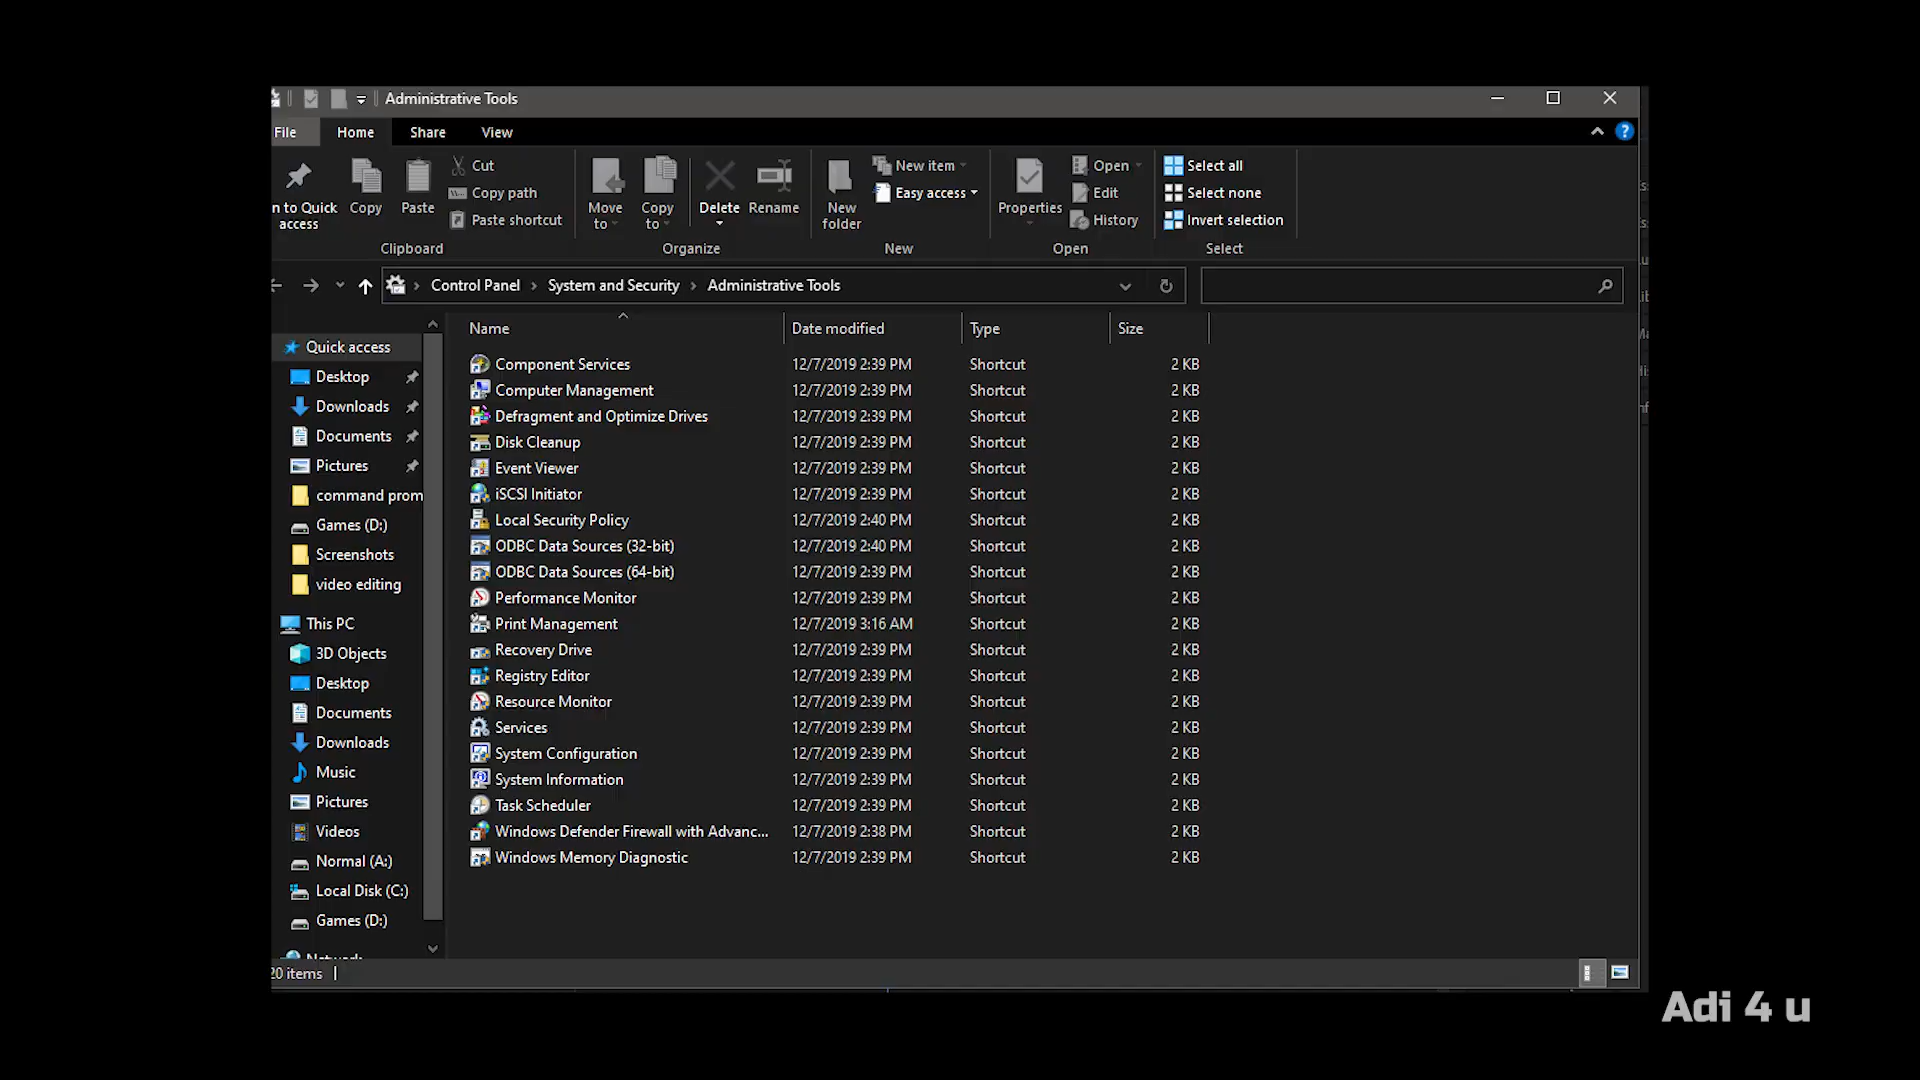 Administrative Tools
File Home Share View
n to Quick access
Copy
Paste
Cut
Copy path
Paste shortcut
Clipboard
Move to
Copy to
Delete
Rename
Organize
New folder
New item
Easy access
New
Properties
Open
Edit
History
Open
Select all
Select none
Invert selection
Select
Control Panel > System and Security > Administrative Tools
Name Date modified Type Size
Quick access
Desktop
Downloads
Documents
Pictures
command prom
Games (D:)
Screenshots
video editing
This PC
3D Objects
Desktop
Documents
Downloads
Music
Pictures
Videos
Normal (A:)
Local Disk (C:)
Games (D:)
Network
Component Services 12/7/2019 2:39 PM Shortcut 2 KB
Computer Management 12/7/2019 2:39 PM Shortcut 2 KB
Defragment and Optimize Drives 12/7/2019 2:39 PM Shortcut 2 KB
Disk Cleanup 12/7/2019 2:39 PM Shortcut 2 KB
Event Viewer 12/7/2019 2:39 PM Shortcut 2 KB
iSCSI Initiator 12/7/2019 2:39 PM Shortcut 2 KB
Local Security Policy 12/7/2019 2:40 PM Shortcut 2 KB
ODBC Data Sources (32-bit) 12/7/2019 2:40 PM Shortcut 2 KB
ODBC Data Sources (64-bit) 12/7/2019 2:39 PM Shortcut 2 KB
Performance Monitor 12/7/2019 2:39 PM Shortcut 2 KB
Print Management 12/7/2019 3:16 AM Shortcut 2 KB
Recovery Drive 12/7/2019 2:39 PM Shortcut 2 KB
Registry Editor 12/7/2019 2:39 PM Shortcut 2 KB
Resource Monitor 12/7/2019 2:39 PM Shortcut 2 KB
Services 12/7/2019 2:39 PM Shortcut 2 KB
System Configuration 12/7/2019 2:39 PM Shortcut 2 KB
System Information 12/7/2019 2:39 PM Shortcut 2 KB
Task Scheduler 12/7/2019 2:39 PM Shortcut 2 KB
Windows Defender Firewall with Advanc... 12/7/2019 2:38 PM Shortcut 2 KB
Windows Memory Diagnostic 12/7/2019 2:39 PM Shortcut 2 KB
20 items
Adi 4 u